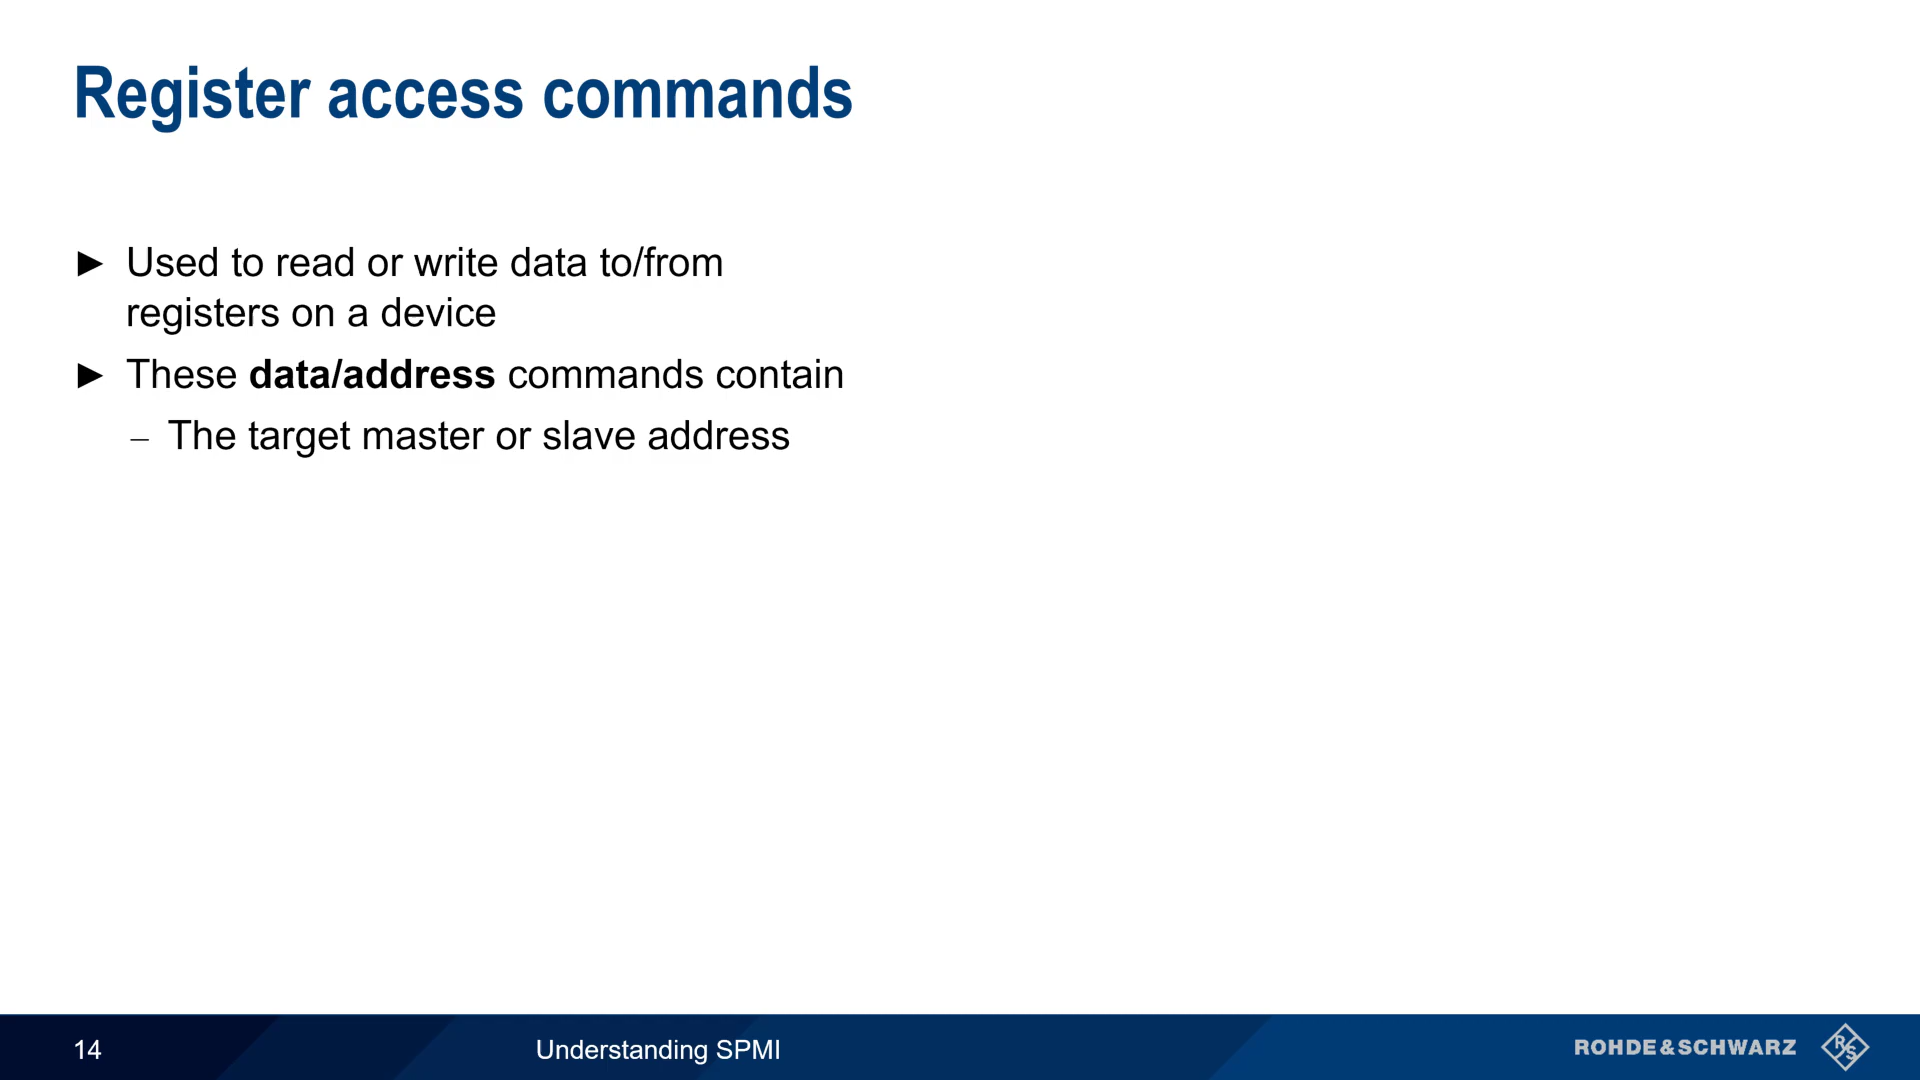 Register access commands
► Used to read or write data to/from
registers on a device
► These data/address commands contain
– The target master or slave address
14
Understanding SPMI
ROHDE&SCHWARZ
R&S